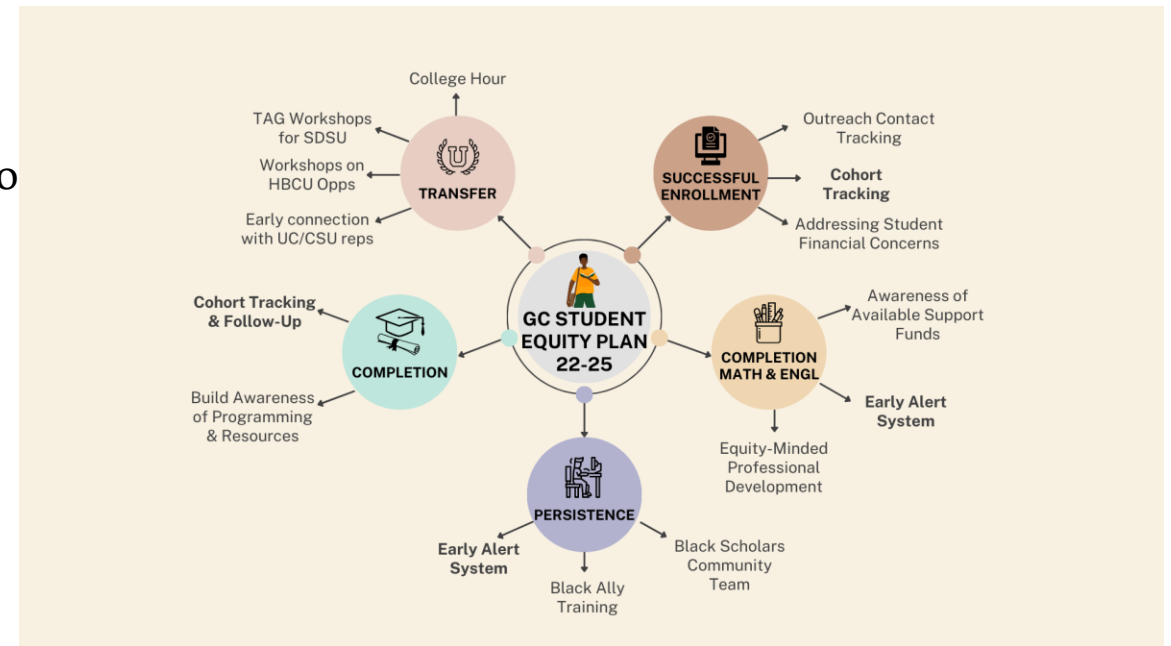 College Hour
TAG Workshops
for SDSU
Workshops on
HBCU Opps
Early connection
with UC/CSU reps
U
TRANSFER
o
SUCCESSFUL
ENROLLMENT
Outreach Contact
Tracking
Cohort
Tracking
Addressing Student
Financial Concerns
GC STUDENT
EQUITY PLAN
22-25
Cohort Tracking
& Follow-Up
COMPLETION
Build Awareness
of Programming
& Resources
COMPLETION
MATH & ENGL
Awareness of
Available Support
Funds
Early Alert
System
Equity-Minded
Professional
Development
PERSISTENCE
Early Alert
System
Black Ally
Training
Black Scholars
Community
Team